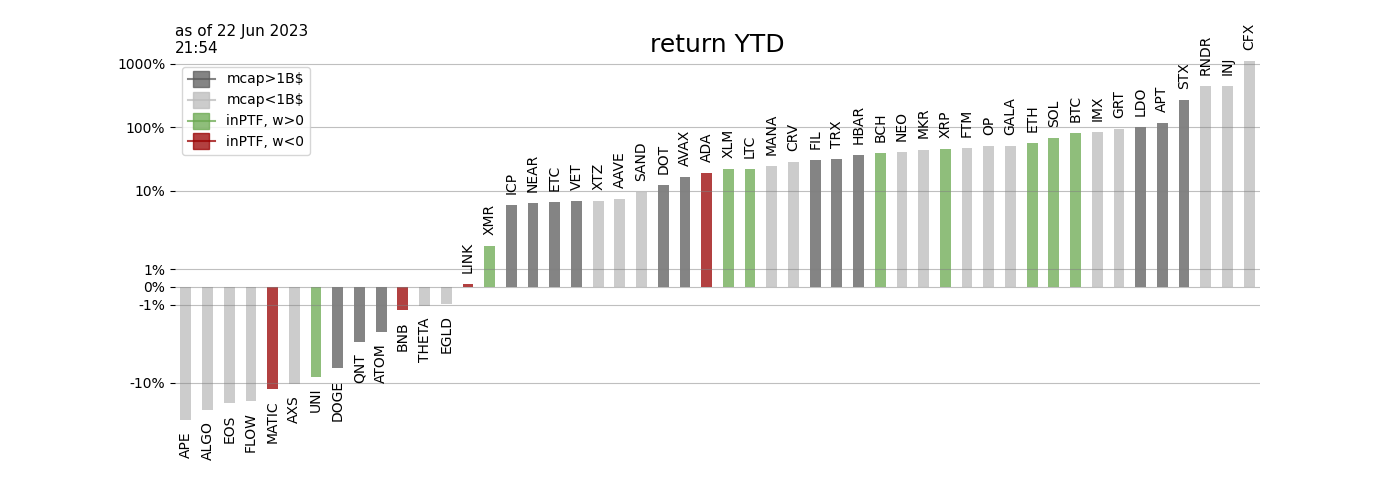 as of 22 Jun 2023
21:54
return YTD
1000%
100%
10%
1%
0%
-1%
-10%
mcap>1B$
mcap<1B$
inPTF, w>0
inPTF, w<0
APE
ALGO
EOS
FLOW
MATIC
AXS
UNI
DOGE
QNT
ATOM
BNB
THETA
EGLD
LINK
XMR
ICP
NEAR
ETC
VET
XTZ
AAVE
SAND
DOT
AVAX
ADA
XLM
LTC
MANA
CRV
FIL
TRX
HBAR
BCH
NEO
MKR
XRP
FTM
OP
GALA
ETH
SOL
BTC
IMX
GRT
LDO
APT
STX
RNDR
INJ
CFX